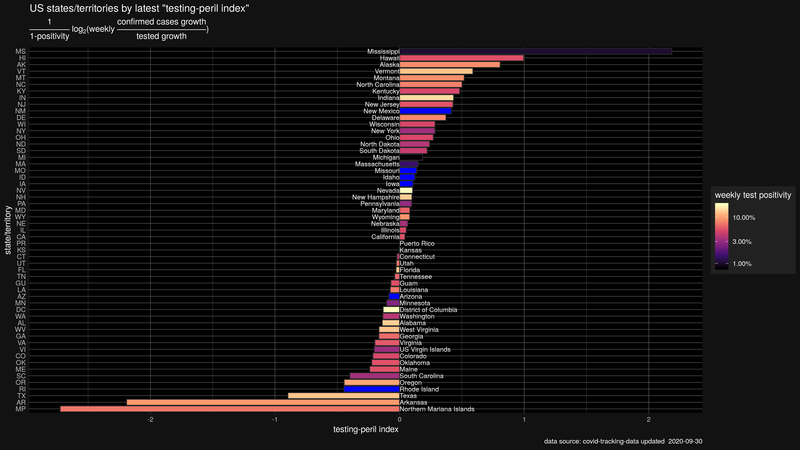 US states/territories by latest "testing-peril index"
1
1-positivity
log2(weekly
confirmed cases growth
tested growth
)
MS Mississippi
HI Hawaii
AK Alaska
VT Vermont
MT Montana
NC North Carolina
KY Kentucky
IN Indiana
NJ New Jersey
NM New Mexico
DE Delaware
WI Wisconsin
NY New York
OH Ohio
ND North Dakota
SD South Dakota
MI Michigan
MA Massachusetts
MO Missouri
ID Idaho
IA Iowa
NV Nevada
NH New Hampshire
PA Pennsylvania
MD Maryland
WY Wyoming
NE Nebraska
IL Illinois
CA California
PR Puerto Rico
KS Kansas
CT Connecticut
UT Utah
FL Florida
TN Tennessee
GU Guam
LA Louisiana
AZ Arizona
MN Minnesota
DC District of Columbia
WA Washington
AL Alabama
WV West Virginia
GA Georgia
VA Virginia
VI US Virgin Islands
CO Colorado
OK Oklahoma
ME Maine
SC South Carolina
OR Oregon
RI Rhode Island
TX Texas
AR Arkansas
MP Northern Mariana Islands
state/territory
-2 -1 0 1 2
testing-peril index
weekly test positivity
10.00%
3.00%
1.00%
data source: covid-tracking-data updated 2020-09-30